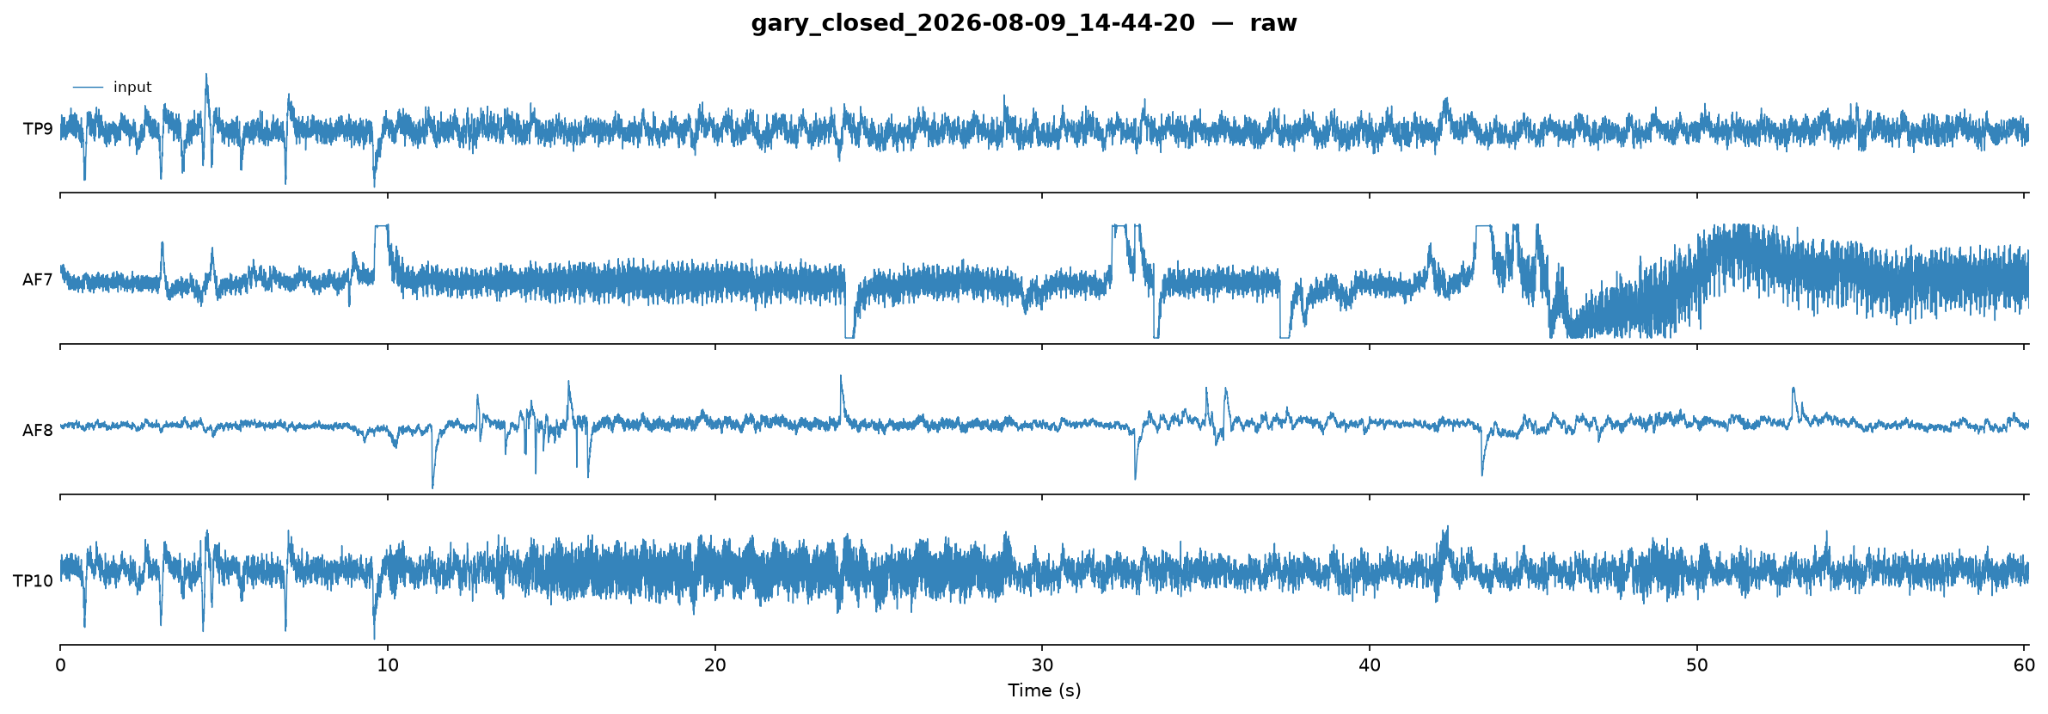 gary_closed_2026-08-09_14-44-20 — raw
input
TP9
AF7
AF8
TP10
0 10 20 30 40 50 60
Time (s)